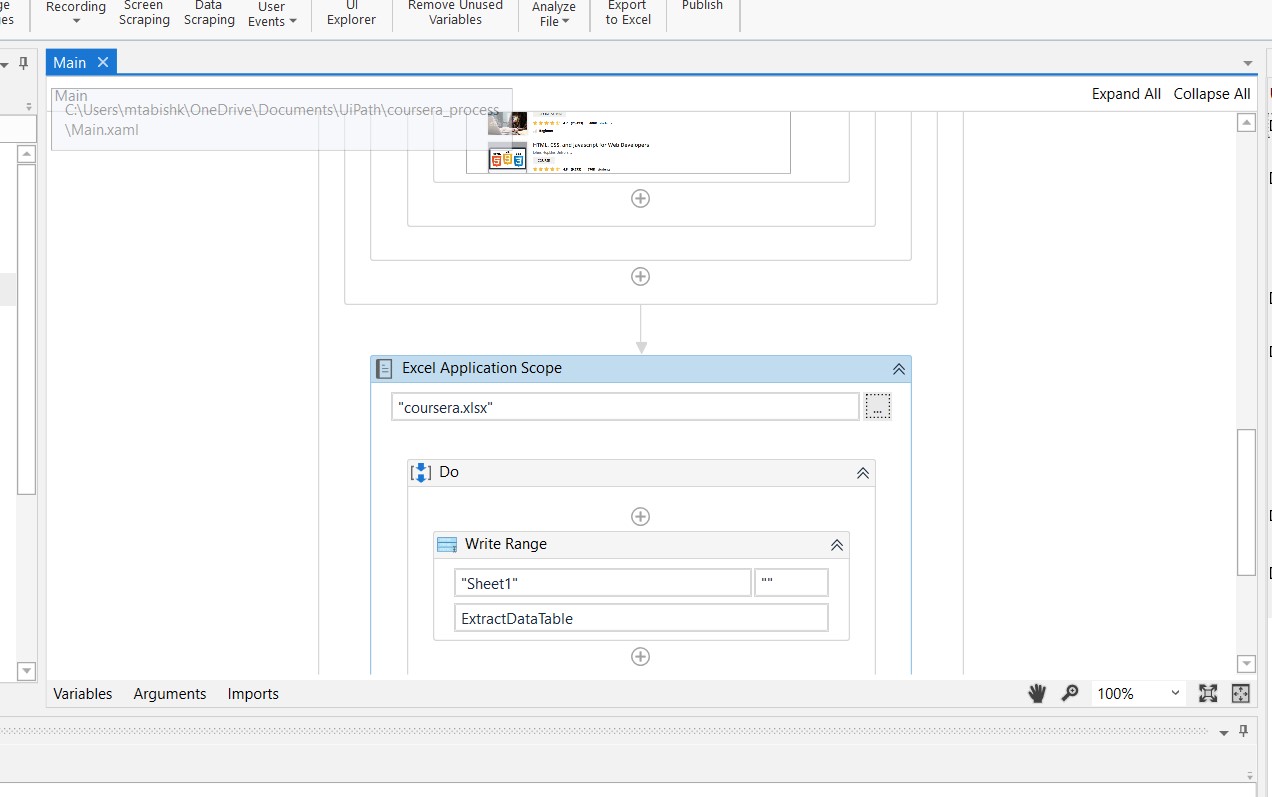 Recording
Screen
Scraping
Data
Scraping
User
Events
UI
Explorer
Remove Unused
Variables
Analyze
File
Export
to Excel
Publish
Main
Expand All Collapse All
Main
C:\Users\mtabishk\OneDrive\Documents\UiPath\coursera_process
\Main.xaml
HTML, CSS, and Javascript for Web Developers
COURSE
Excel Application Scope
"coursera.xlsx"
...
Do
Write Range
"Sheet1" ""
ExtractDataTable
Variables Arguments Imports
100%